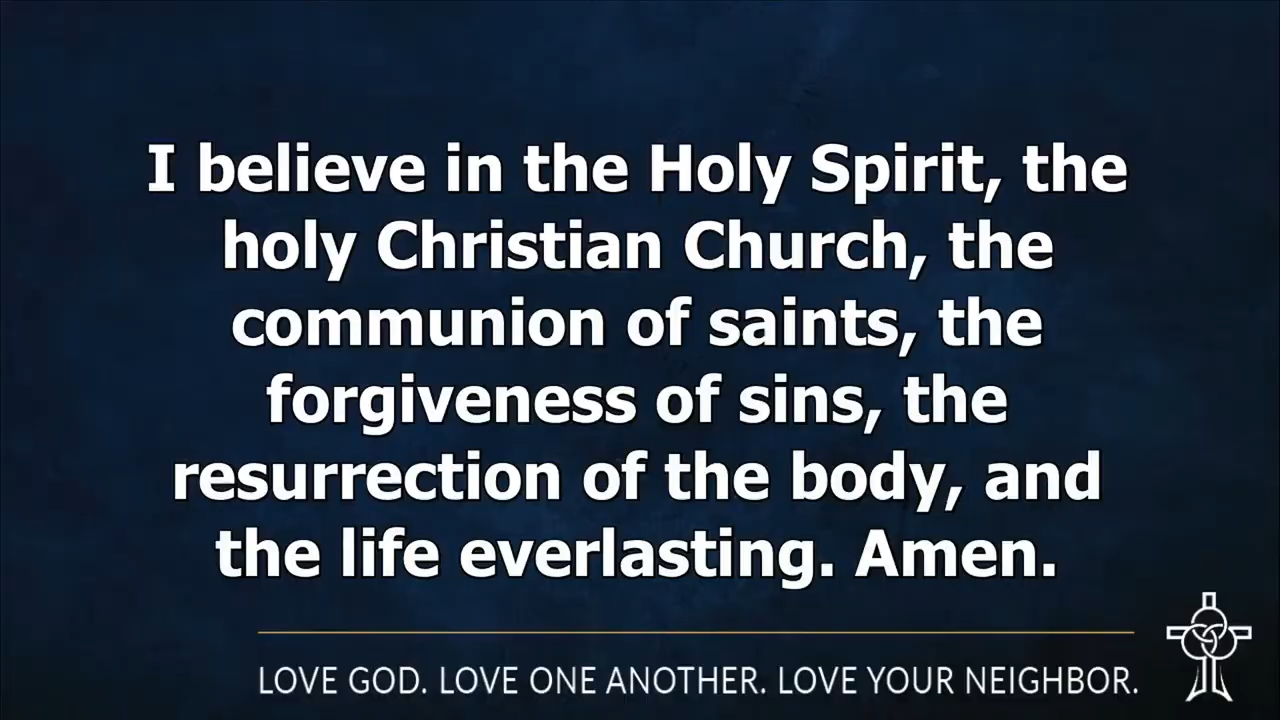 I believe in the Holy Spirit, the
holy Christian Church, the
communion of saints, the
forgiveness of sins, the
resurrection of the body, and
the life everlasting. Amen.
LOVE GOD. LOVE ONE ANOTHER. LOVE YOUR NEIGHBOR.